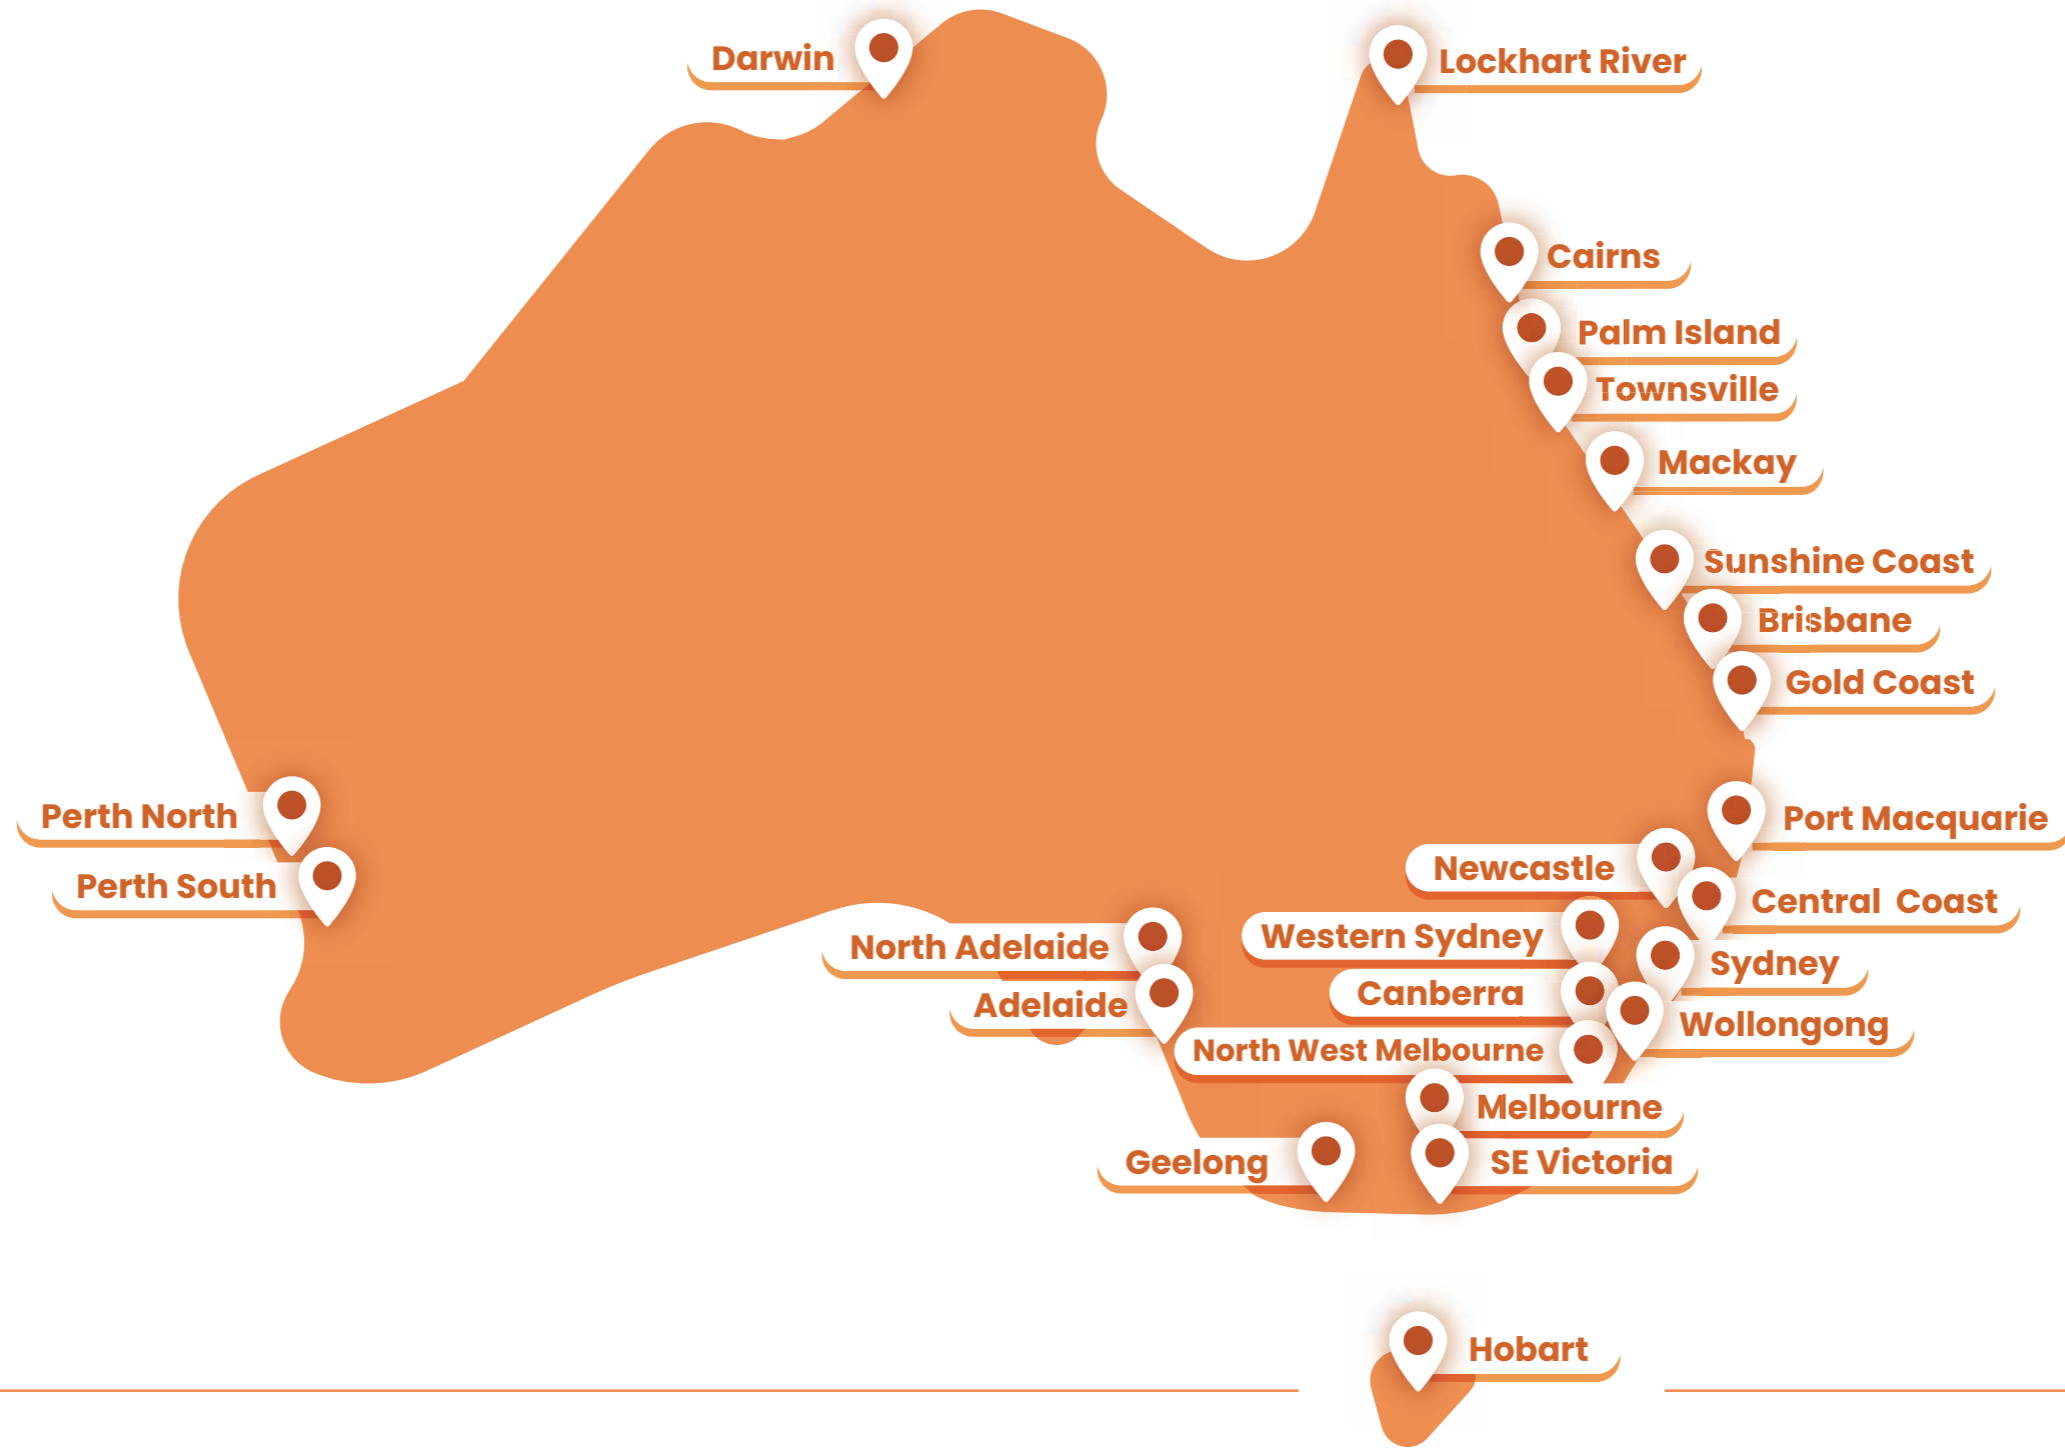 Darwin
Lockhart River
Cairns
Palm Island
Townsville
Mackay
Sunshine Coast
Brisbane
Gold Coast
Perth North
Port Macquarie
Newcastle
Perth South
Central Coast
Western Sydney
North Adelaide
Sydney
Canberra
Adelaide
Wollongong
North West Melbourne
Melbourne
Geelong
SE Victoria
Hobart